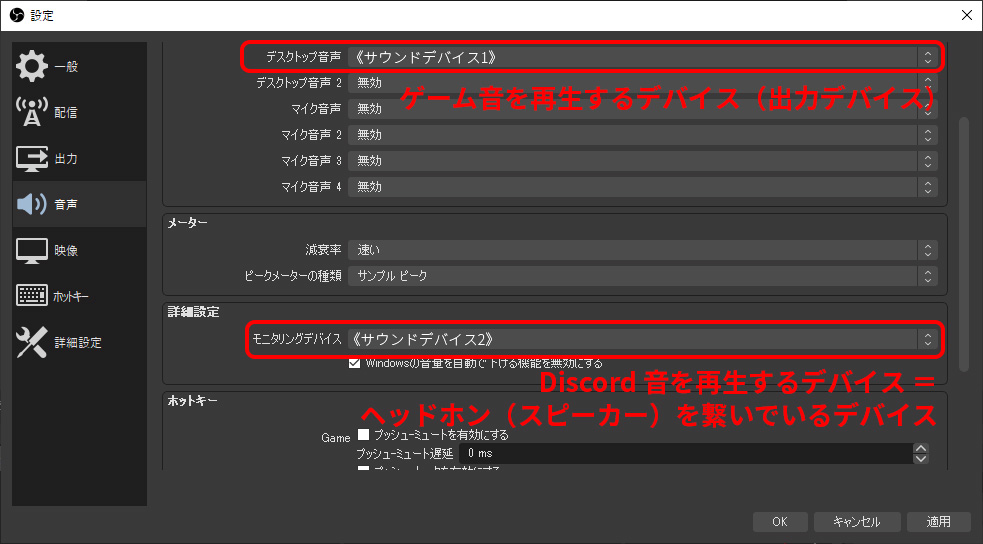 設定
一般
配信
出力
音声
映像
ホットキー
詳細設定
デスクトップ音声 《サウンドデバイス1》
デスクトップ音声 2 無効
ゲーム音を再生するデバイス（出力デバイス）
マイク音声 無効
マイク音声 2 無効
マイク音声 3 無効
マイク音声 4 無効
メーター
減衰率 速い
ピークメーターの種類 サンプル ピーク
詳細設定
モニタリングデバイス 《サウンドデバイス2》
Windowsの音量を自動で下げる機能を無効にする
Discord 音を再生するデバイス ＝
ヘッドホン（スピーカー）を繋いでいるデバイス
ホットキー
Game プッシュ・ミュートを有効にする
プッシュ・ミュート遅延 0 ms
OK キャンセル 適用